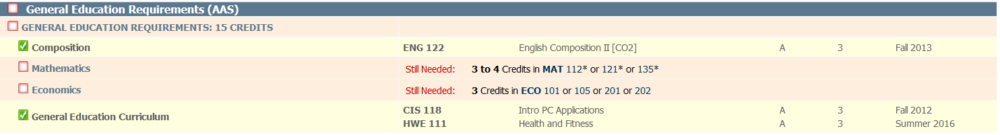 General Education Requirements (AAS)
GENERAL EDUCATION REQUIREMENTS: 15 CREDITS
Composition ENG 122 English Composition II [CO2] A 3 Fall 2013
Mathematics Still Needed: 3 to 4 Credits in MAT 112* or 121* or 135*
Economics Still Needed: 3 Credits in ECO 101 or 105 or 201 or 202
General Education Curriculum CIS 118 Intro PC Applications A 3 Fall 2012
HWE 111 Health and Fitness A 3 Summer 2016